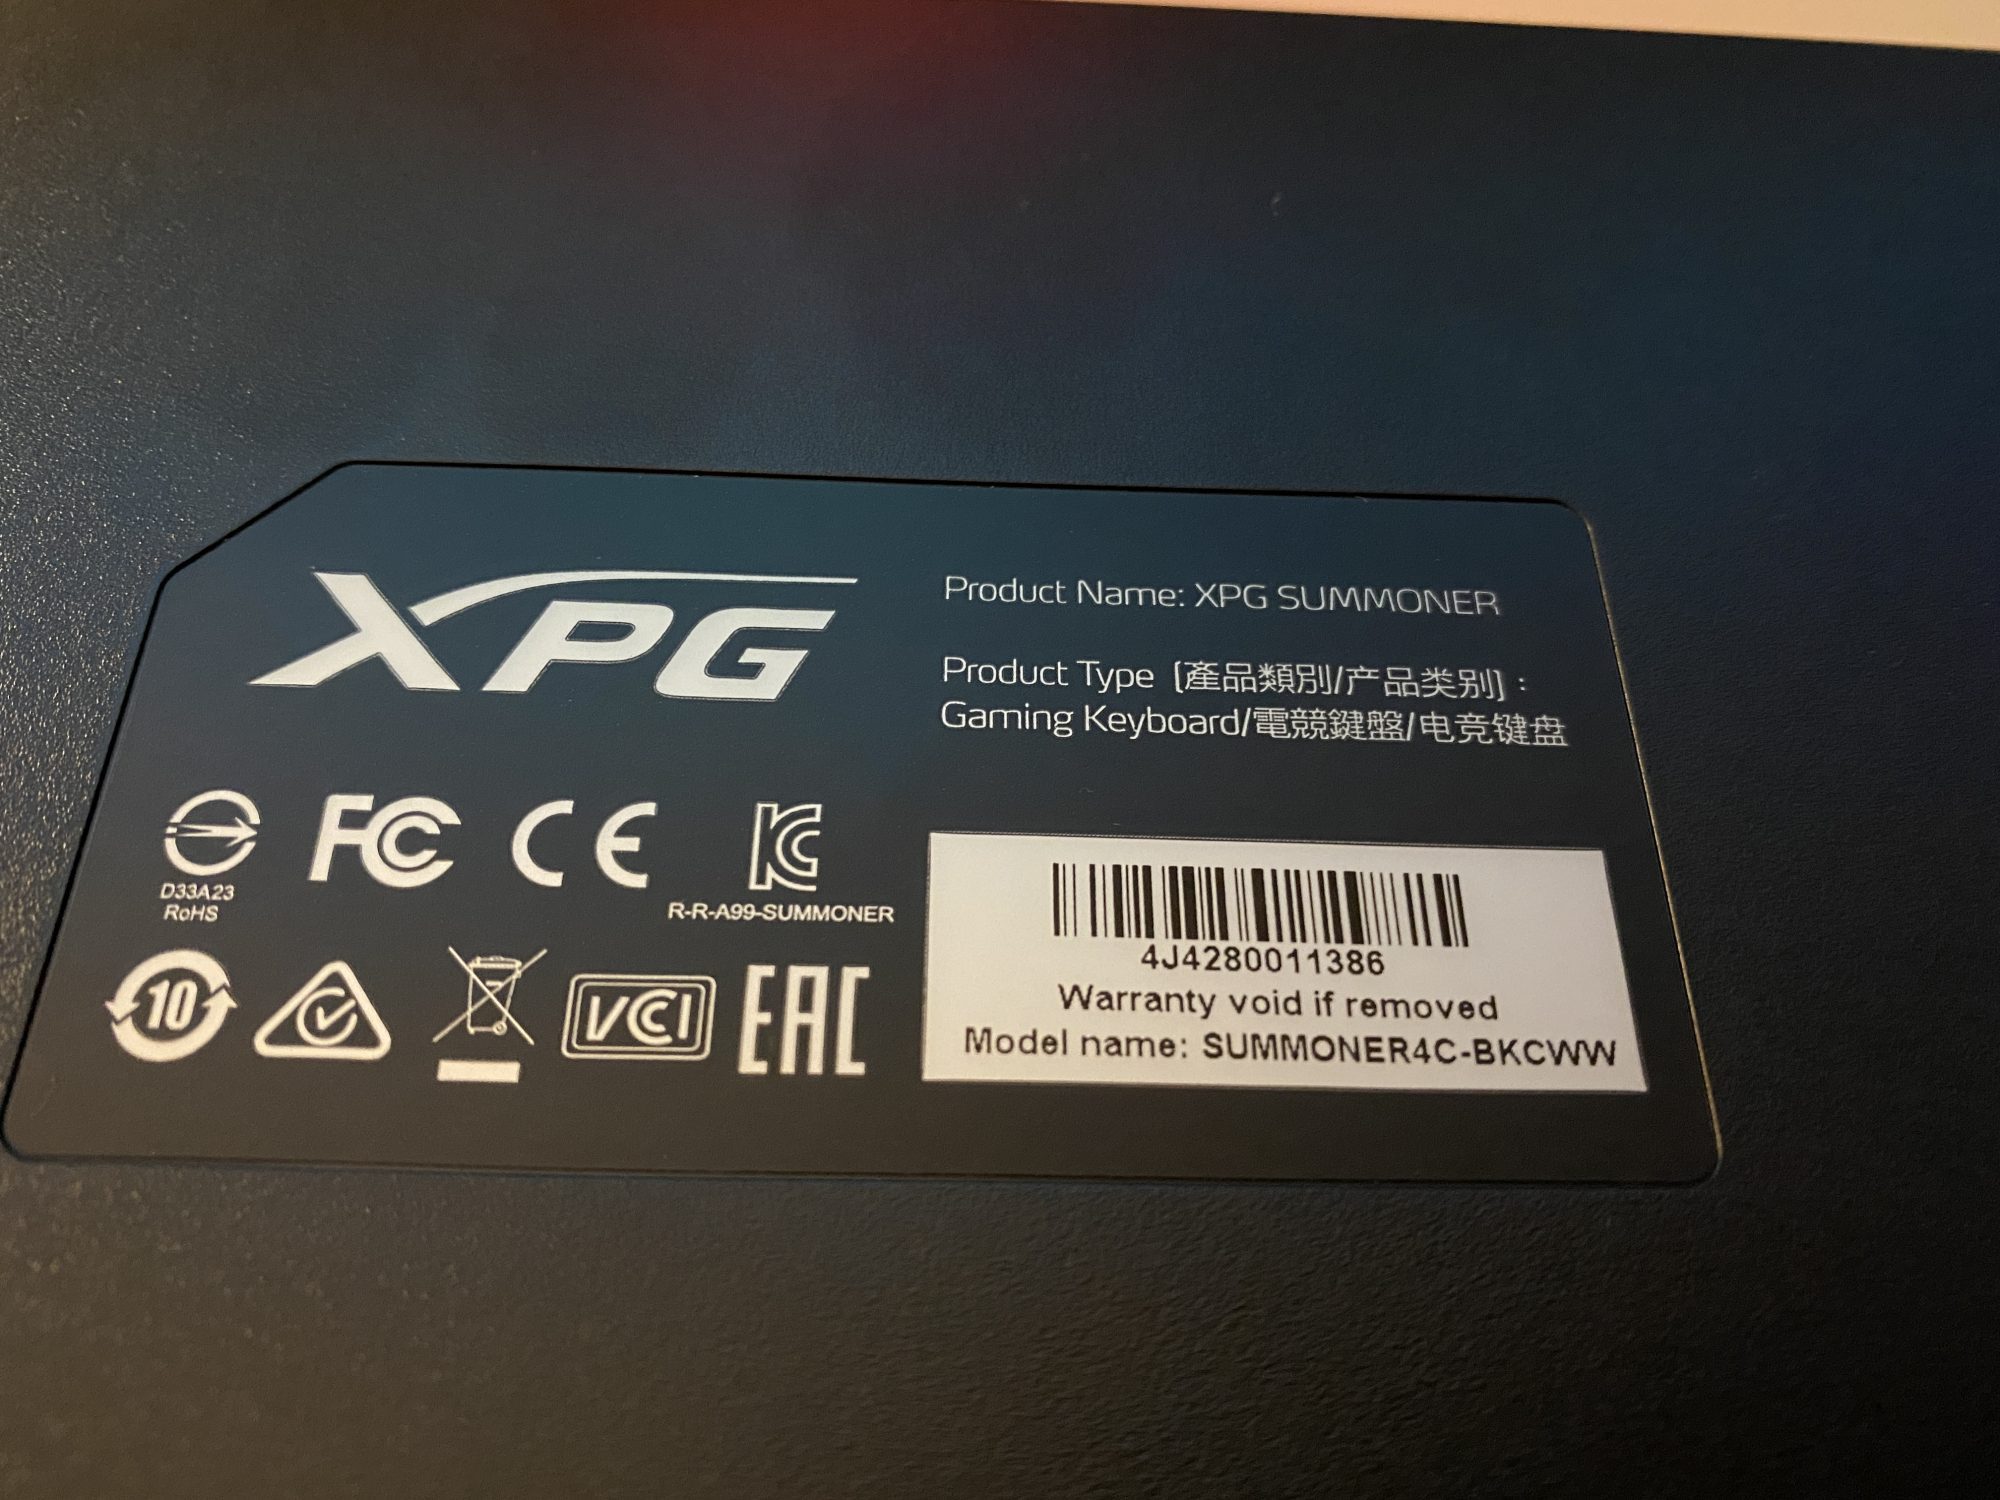 XPG
Product Name: XPG SUMMONER
Product Type [產品類別/产品类别]：
Gaming Keyboard/電競鍵盤/电竞键盘
D33A23
RoHS
FC
CE
KC
R-R-A99-SUMMONER
10
VCCI
EAC
4J4280011386
Warranty void if removed
Model name: SUMMONER4C-BKCWW